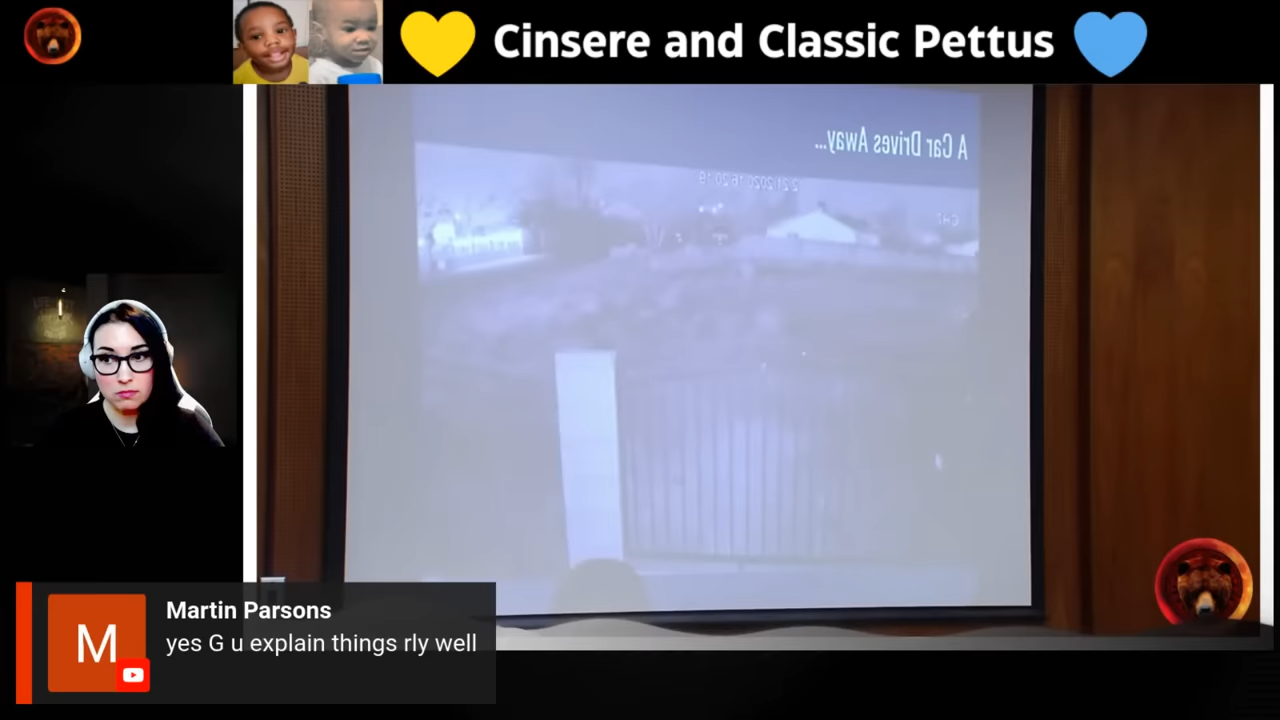 Cinsere and Classic Pettus
A Car Drives Away...
Martin Parsons
yes G u explain things rly well
M